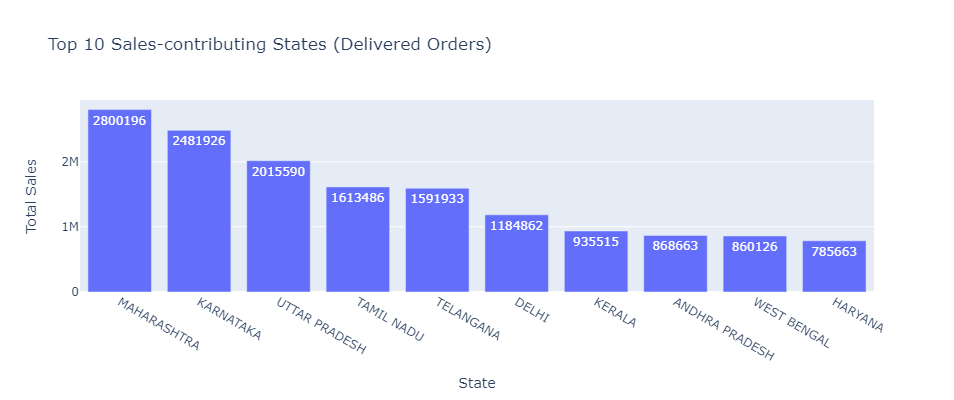 Top 10 Sales-contributing States (Delivered Orders)
Total Sales
2M
1M
0
2800196
2481926
2015590
1613486
1591933
1184862
935515
868663
860126
785663
MAHARASHTRA
KARNATAKA
UTTAR PRADESH
TAMIL NADU
TELANGANA
DELHI
KERALA
ANDHRA PRADESH
WEST BENGAL
HARYANA
State